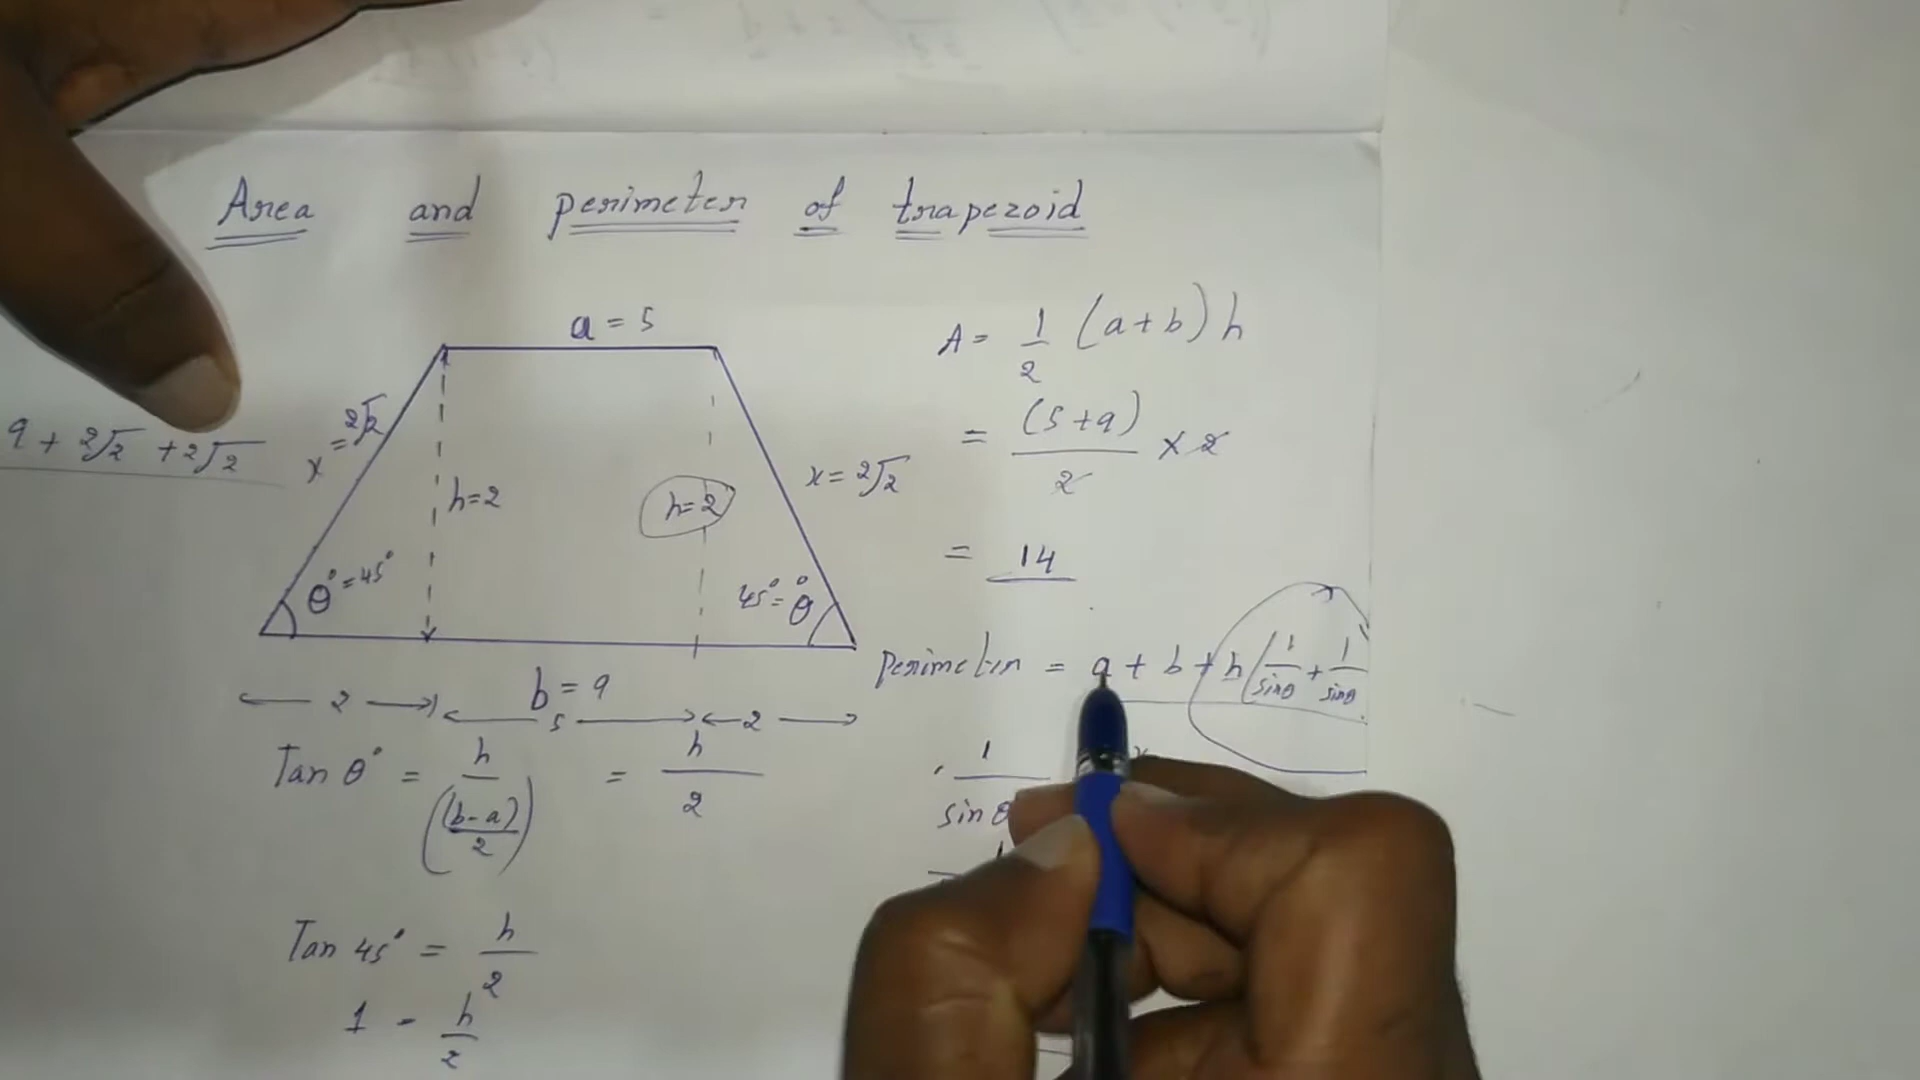 Area and perimeter of trapezoid
a = 5
A = 1/2 (a+b) h
= (5+9)/2 × 2
9 + 2√2 + 2√2
x = 2√2
h=2
h=2
x = 2√2
= 14
θ° = 45°
45° = θ°
Perimeter = a + b + h (1/sinθ + 1/sinθ
b = 9
2
5
2
Tan θ° = h/((b-a)/2) = h/2
1/sin θ
Tan 45° = h/2
1 = h/2